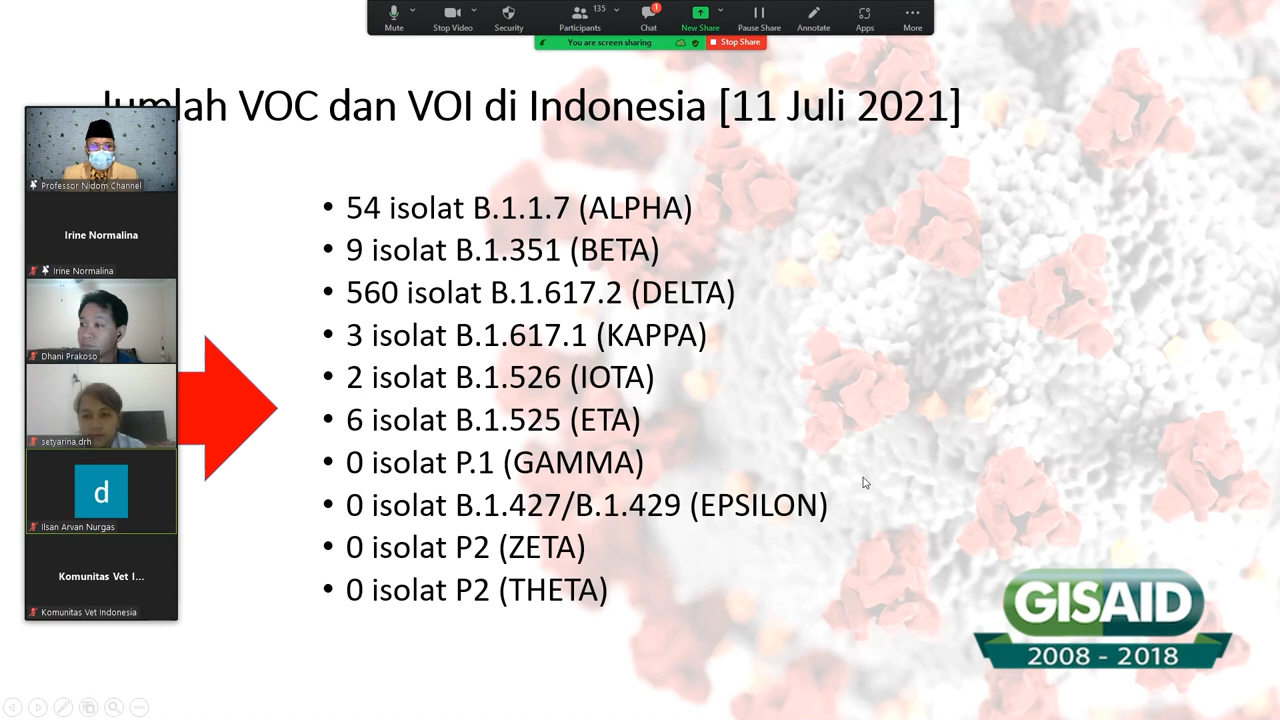 135
1
Mute
Stop Video
Security
Participants
Chat
New Share
Pause Share
Annotate
Apps
More
You are screen sharing
Stop Share
Jumlah VOC dan VOI di Indonesia [11 Juli 2021]
Professor Nidom Channel
Irine Normalina
Irine Normalina
Dhani Prakoso
setyarina,drh
d
Ilsan Arvan Nurgas
Komunitas Vet I...
Komunitas Vet Indonesia
• 54 isolat B.1.1.7 (ALPHA)
• 9 isolat B.1.351 (BETA)
• 560 isolat B.1.617.2 (DELTA)
• 3 isolat B.1.617.1 (KAPPA)
• 2 isolat B.1.526 (IOTA)
• 6 isolat B.1.525 (ETA)
• 0 isolat P.1 (GAMMA)
• 0 isolat B.1.427/B.1.429 (EPSILON)
• 0 isolat P2 (ZETA)
• 0 isolat P2 (THETA)
GISAID
2008 - 2018